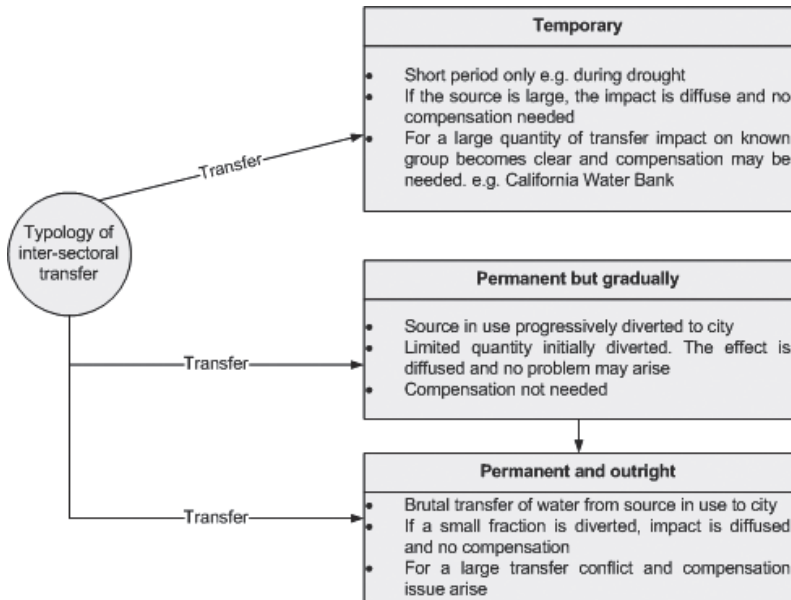 Temporary
• Short period only e.g. during drought
• If the source is large, the impact is diffuse and no
compensation needed
• For a large quantity of transfer impact on known
group becomes clear and compensation may be
needed. e.g. California Water Bank
Transfer
Typology of
inter-sectoral
transfer
Permanent but gradually
• Source in use progressively diverted to city
• Limited quantity initially diverted. The effect is
diffused and no problem may arise
• Compensation not needed
Transfer
Permanent and outright
• Brutal transfer of water from source in use to city
• If a small fraction is diverted, impact is diffused
and no compensation
• For a large transfer conflict and compensation
issue arise
Transfer